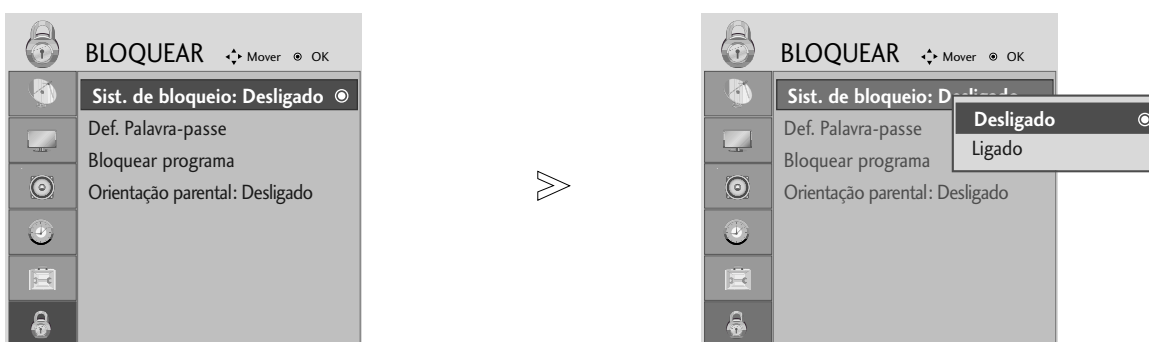 BLOQUEAR Mover OK
Sist. de bloqueio: Desligado
Def. Palavra-passe
Bloquear programa
Orientação parental: Desligado
BLOQUEAR Mover OK
Sist. de bloqueio: Desligado
Def. Palavra-passe
Bloquear programa
Orientação parental: Desligado
Desligado
Ligado